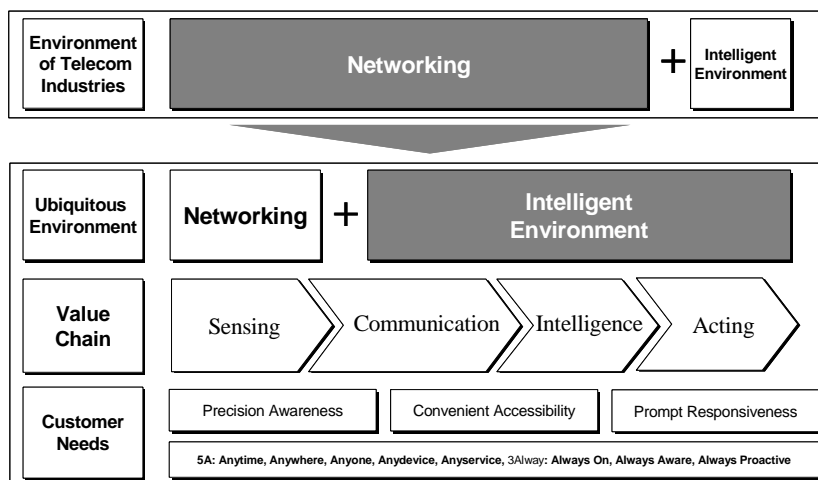 Environment
of Telecom
Industries
Networking
+
Intelligent
Environment
Ubiquitous
Environment
Networking
+
Intelligent
Environment
Value
Chain
Sensing
Communication
Intelligence
Acting
Customer
Needs
Precision Awareness
Convenient Accessibility
Prompt Responsiveness
5A: Anytime, Anywhere, Anyone, Anydevice, Anyservice, 3Alway: Always On, Always Aware, Always Proactive